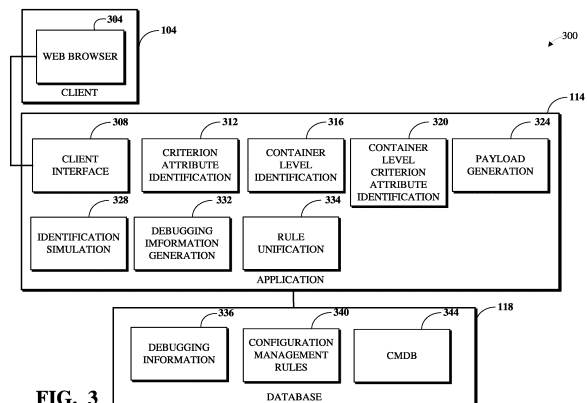 304
104
WEB BROWSER
CLIENT
300
114
308
312
316
320
324
CLIENT
INTERFACE
CRITERION
ATTRIBUTE
IDENTIFICATION
CONTAINER
LEVEL
IDENTIFICATION
CONTAINER
LEVEL
CRITERION
ATTRIBUTE
IDENTIFICATION
PAYLOAD
GENERATION
328
332
334
IDENTIFICATION
SIMULATION
DEBUGGING
IMFORMATION
GENERATION
RULE
UNIFICATION
APPLICATION
118
336
340
344
DEBUGGING
INFORMATION
CONFIGURATION
MANAGEMENT
RULES
CMDB
DATABASE
FIG. 3